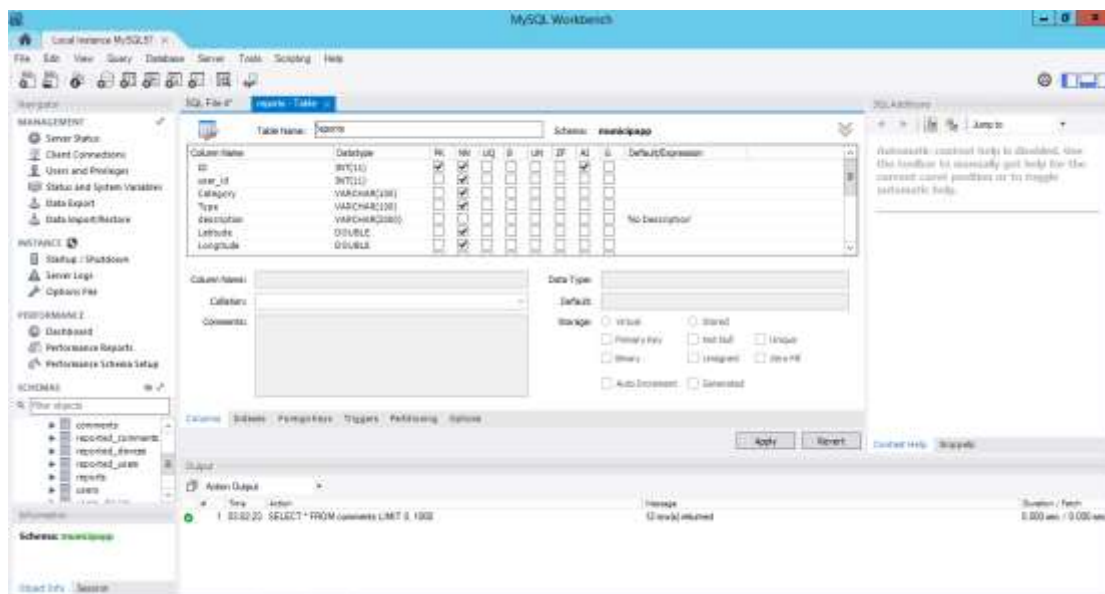 MySQL Workbench
Local instance MySQL57
File Edit View Query Database Server Tools Scripting Help
Navigator
SQL File 6*
reports - Table
SQL Additions
MANAGEMENT
Server Status
Client Connections
Users and Privileges
Status and System Variables
Data Export
Data Import/Restore
INSTANCE
Startup / Shutdown
Server Logs
Options File
PERFORMANCE
Dashboard
Performance Reports
Performance Schema Setup
SCHEMAS
Filter objects
comments
reported_comments
reported_devices
reported_users
reports
users
Information
Schema: municipapp
Object Info Session
Table Name: reports Schema: municipapp
Column Name Datatype PK NN UQ B UN ZF AI G Default/Expression
ID INT(11)
user_id INT(11)
Category VARCHAR(100)
Type VARCHAR(100)
description VARCHAR(2000) 'No Description'
Latitude DOUBLE
Longitude DOUBLE
Column Name: Data Type:
Collation: Default:
Comments: Storage: Virtual Stored
Primary Key Not Null Unique
Binary Unsigned Zero Fill
Auto Increment Generated
Columns Indexes Foreign Keys Triggers Partitioning Options
Apply Revert
Jump to
Automatic context help is disabled. Use
the toolbar to manually get help for the
current caret position or to toggle
automatic help.
Context Help Snippets
Output
Action Output
# Time Action Message Duration / Fetch
1 03:02:20 SELECT * FROM comments LIMIT 0, 1000 12 row(s) returned 0.000 sec / 0.000 sec